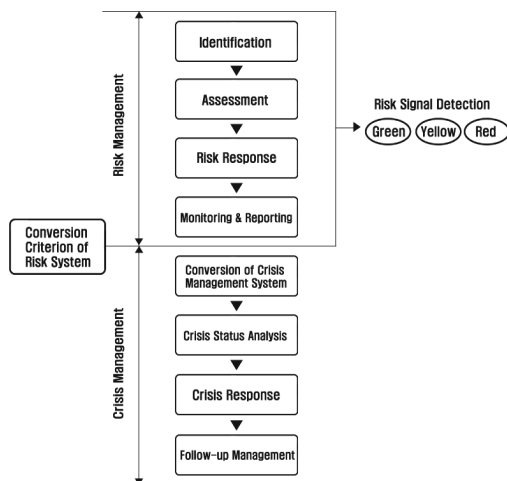 Risk Management
Identification
Assessment
Risk Response
Monitoring & Reporting
Risk Signal Detection
Green
Yellow
Red
Conversion
Criterion of
Risk System
Crisis Management
Conversion of Crisis
Management System
Crisis Status Analysis
Crisis Response
Follow-up Management